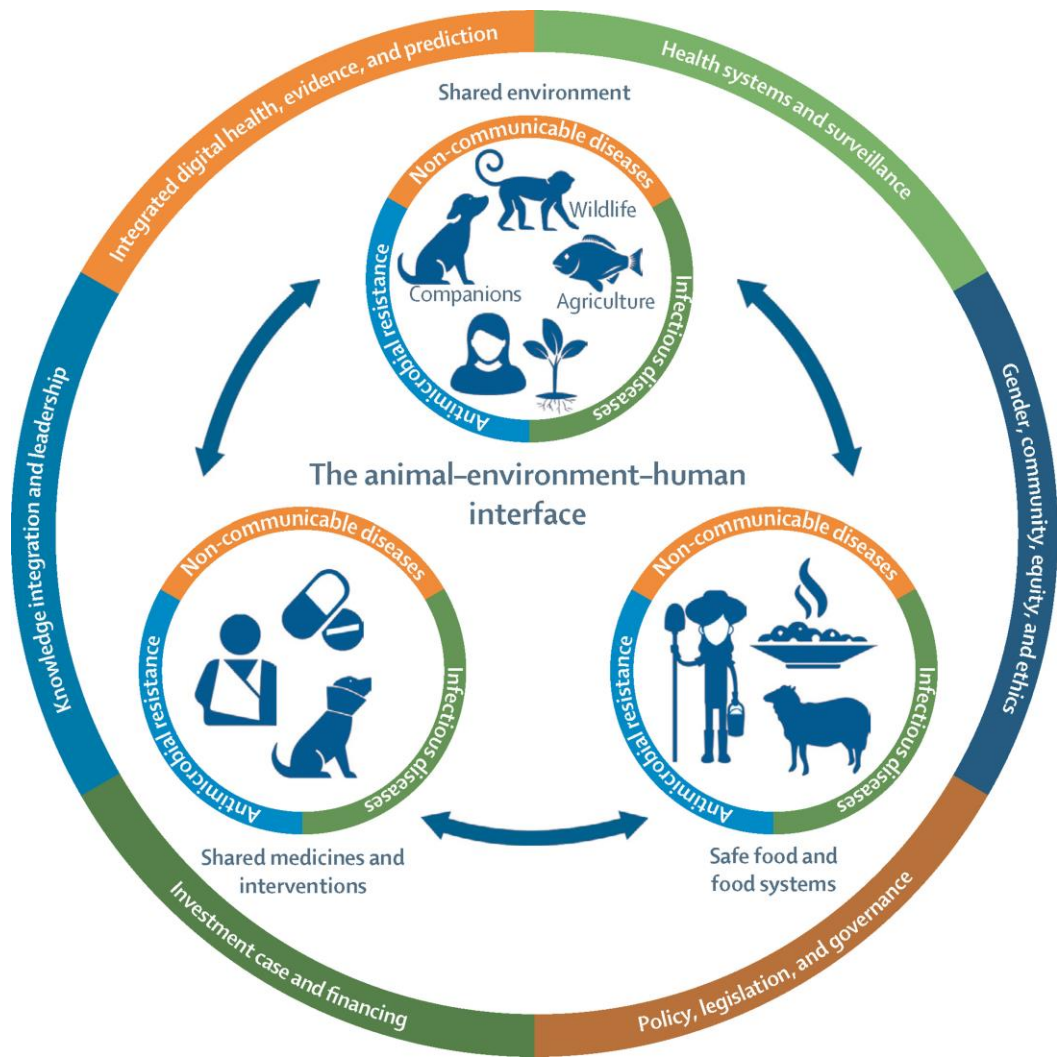 Integrated digital health, evidence, and prediction
Health systems and surveillance
Shared environment
Non-communicable diseases
Wildlife
Companions
Agriculture
Antimicrobial resistance
Infectious diseases
Knowledge integration and leadership
Gender, community, equity, and ethics
The animal–environment–human
interface
Non-communicable diseases
Antimicrobial resistance
Infectious diseases
Shared medicines and
interventions
Non-communicable diseases
Antimicrobial resistance
Infectious diseases
Safe food and
food systems
Investment case and financing
Policy, legislation, and governance